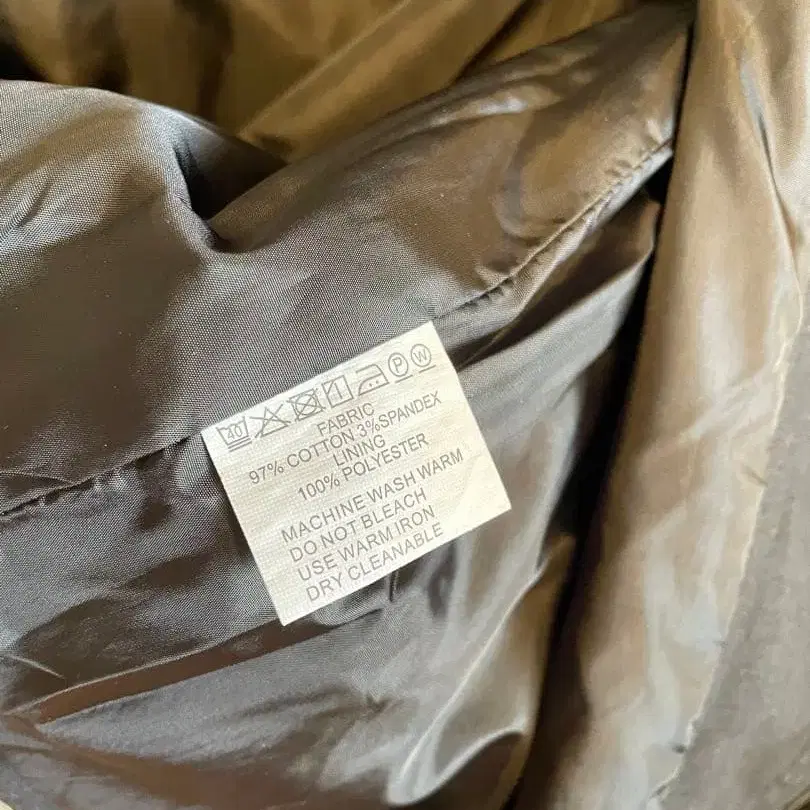 40 P W
FABRIC
97% COTTON 3%SPANDEX
LINING
100% POLYESTER
MACHINE WASH WARM
DO NOT BLEACH
USE WARM IRON
DRY CLEANABLE